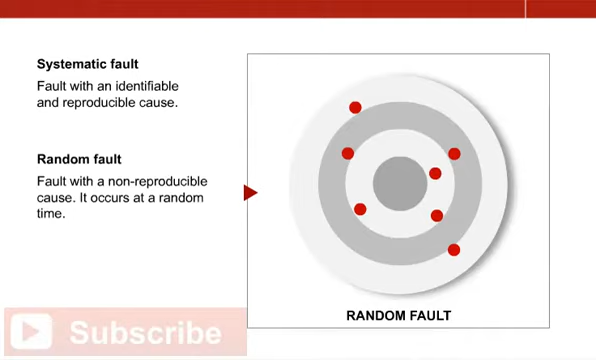 Systematic fault
Fault with an identifiable
and reproducible cause.
Random fault
Fault with a non-reproducible
cause. It occurs at a random
time.
RANDOM FAULT
Subscribe